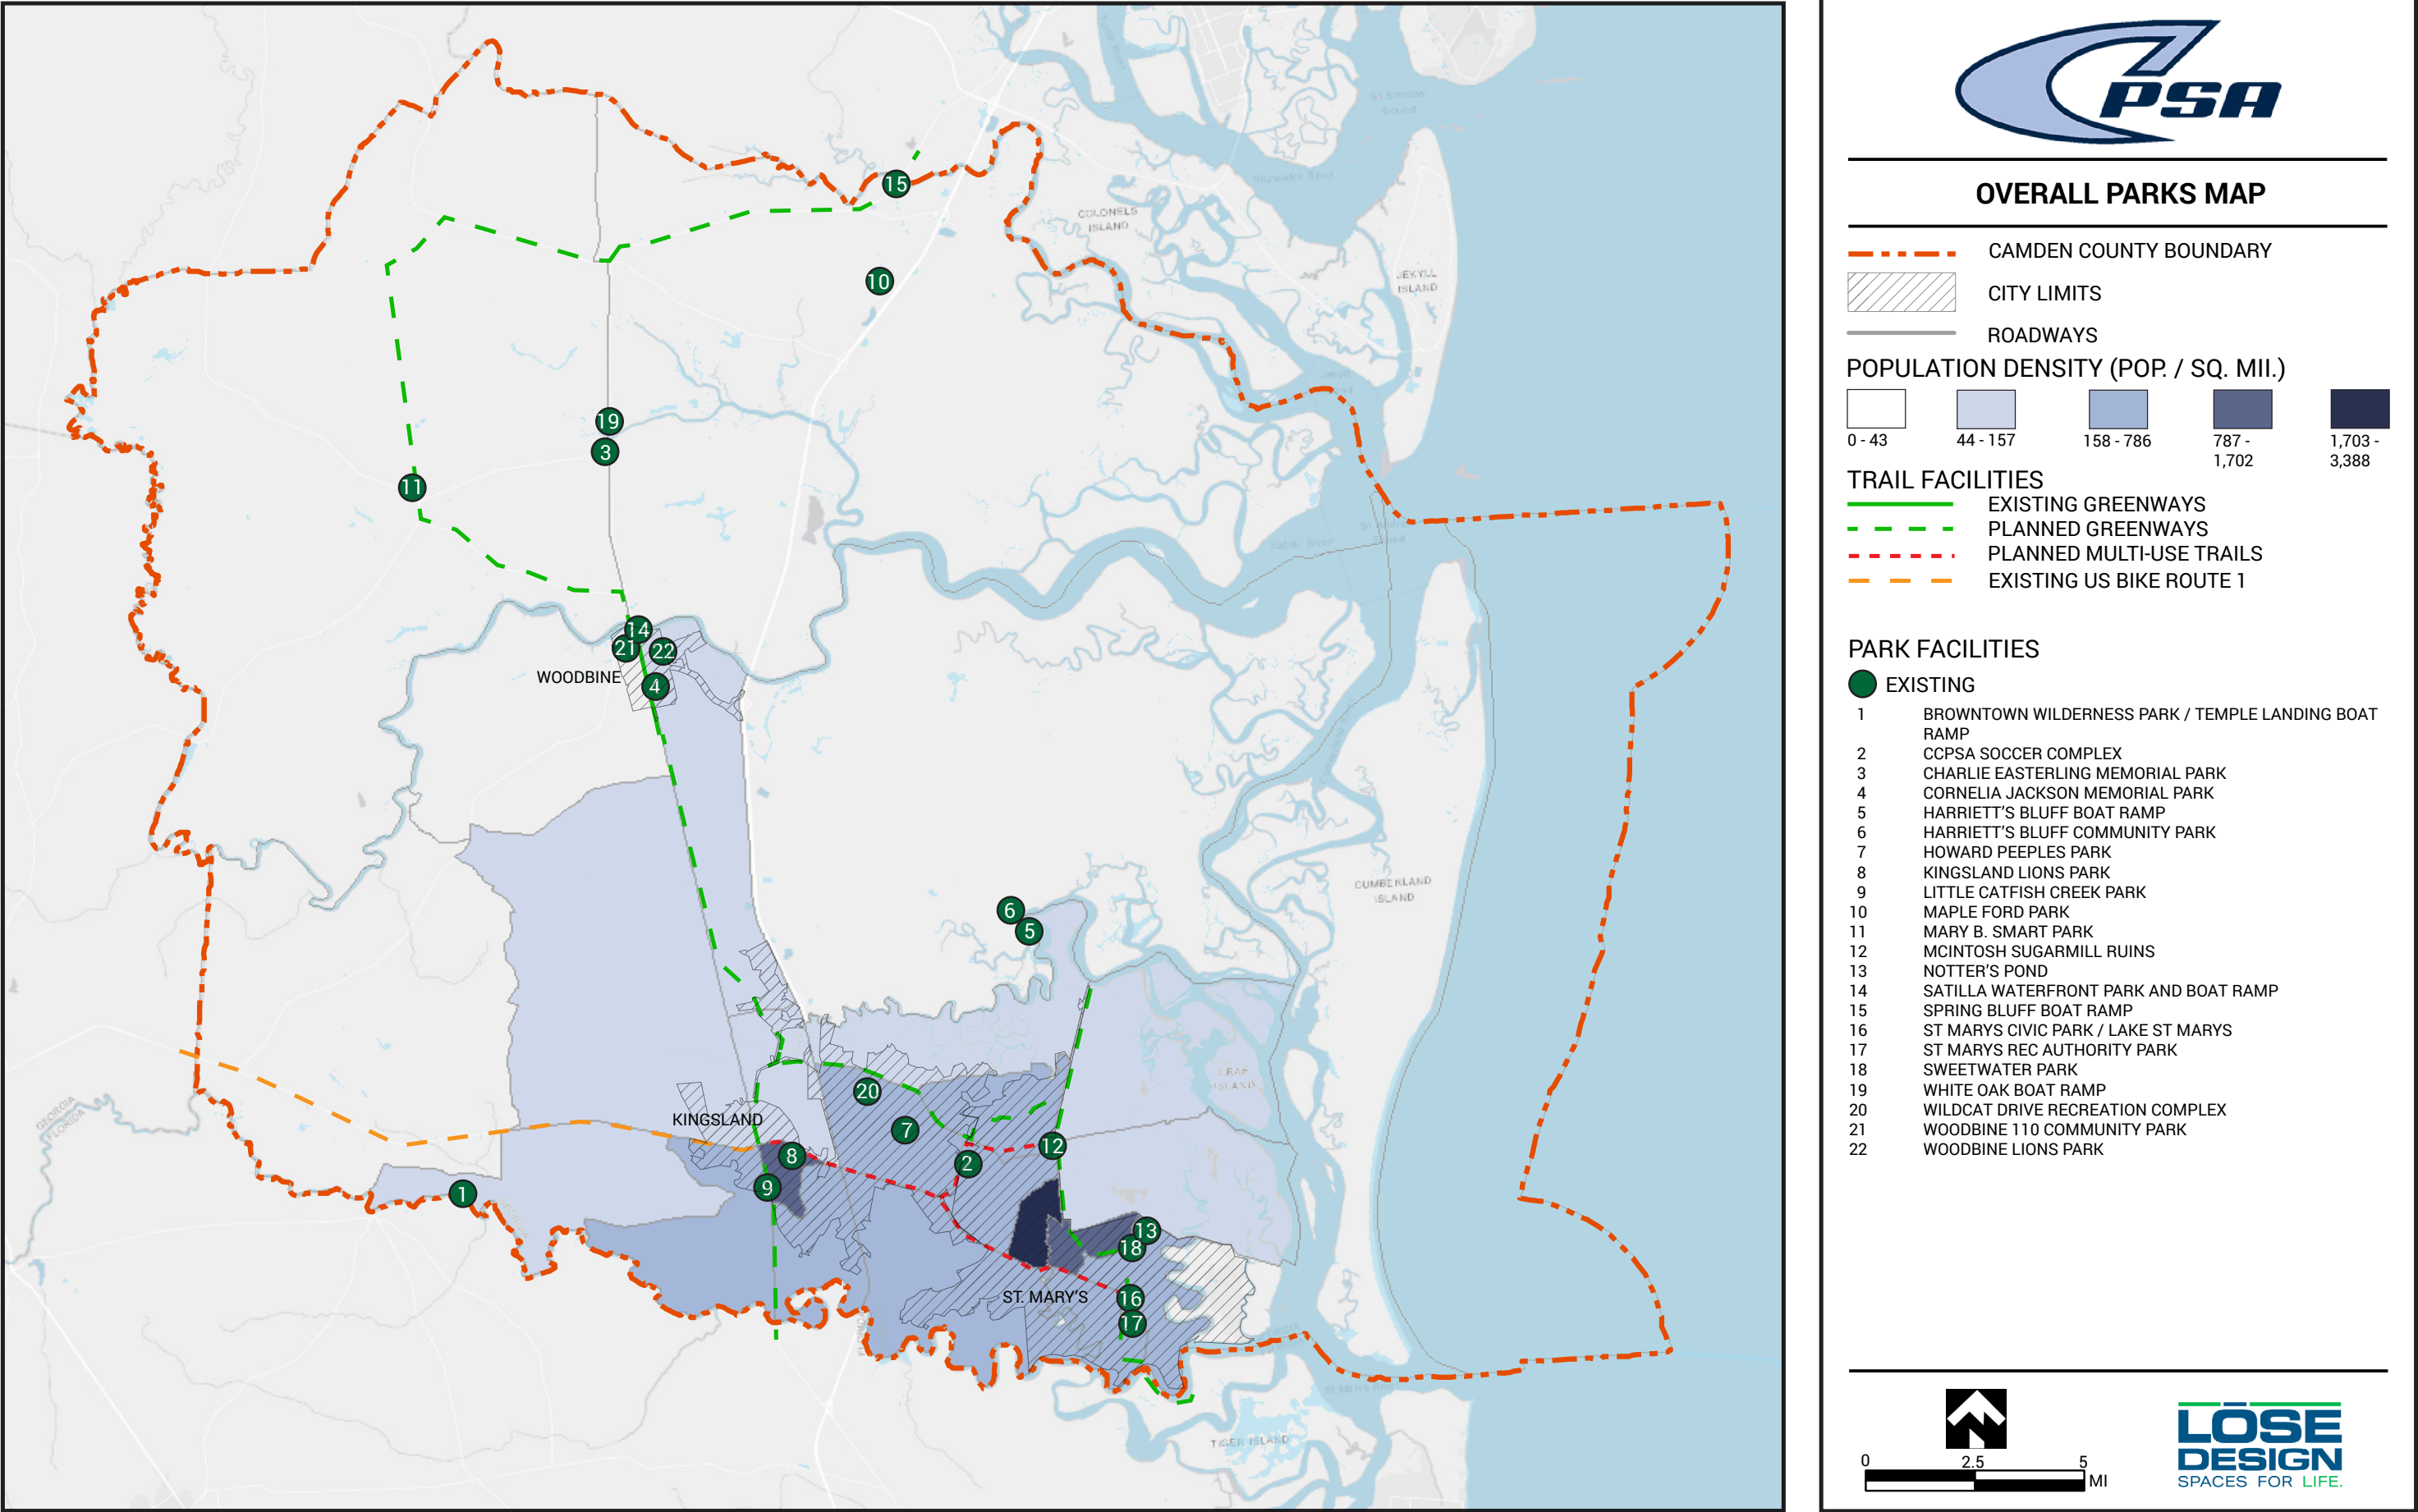 PSA
OVERALL PARKS MAP
CAMDEN COUNTY BOUNDARY
CITY LIMITS
ROADWAYS
POPULATION DENSITY (POP. / SQ. MII.)
0 - 43
44 - 157
158 - 786
787 -
1,702
1,703 -
3,388
TRAIL FACILITIES
EXISTING GREENWAYS
PLANNED GREENWAYS
PLANNED MULTI-USE TRAILS
EXISTING US BIKE ROUTE 1
PARK FACILITIES
EXISTING
1 BROWNTOWN WILDERNESS PARK / TEMPLE LANDING BOAT
RAMP
2 CCPSA SOCCER COMPLEX
3 CHARLIE EASTERLING MEMORIAL PARK
4 CORNELIA JACKSON MEMORIAL PARK
5 HARRIETT'S BLUFF BOAT RAMP
6 HARRIETT'S BLUFF COMMUNITY PARK
7 HOWARD PEEPLES PARK
8 KINGSLAND LIONS PARK
9 LITTLE CATFISH CREEK PARK
10 MAPLE FORD PARK
11 MARY B. SMART PARK
12 MCINTOSH SUGARMILL RUINS
13 NOTTER'S POND
14 SATILLA WATERFRONT PARK AND BOAT RAMP
15 SPRING BLUFF BOAT RAMP
16 ST MARYS CIVIC PARK / LAKE ST MARYS
17 ST MARYS REC AUTHORITY PARK
18 SWEETWATER PARK
19 WHITE OAK BOAT RAMP
20 WILDCAT DRIVE RECREATION COMPLEX
21 WOODBINE 110 COMMUNITY PARK
22 WOODBINE LIONS PARK
0 2.5 5
MI
LOSE
DESIGN
SPACES FOR LIFE.
St Simons
Sound
Brunswick River
15
COLONELS
ISLAND
10
JEKYLL
ISLAND
19
3
11
14
21
22
WOODBINE
4
CUMBERLAND
ISLAND
6
5
GEORGIA
FLORIDA
20
KINGSLAND
7
12
8
2
9
1
13
18
ST. MARY'S
16
17
TIGER ISLAND